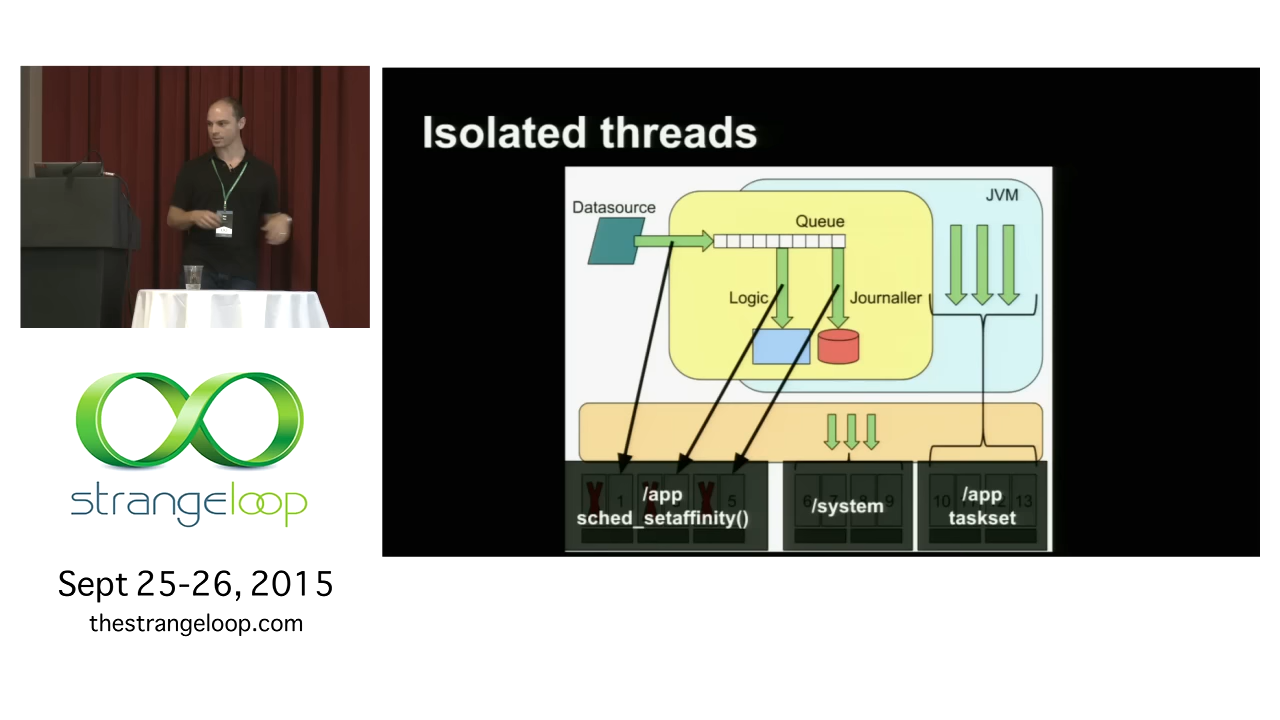 Isolated threads
Datasource
Queue
JVM
Logic
Journaller
1
5
/app
sched_setaffinity()
6
7
8
9
/system
10
13
/app
taskset
strangeloop
Sept 25-26, 2015
thestrangeloop.com